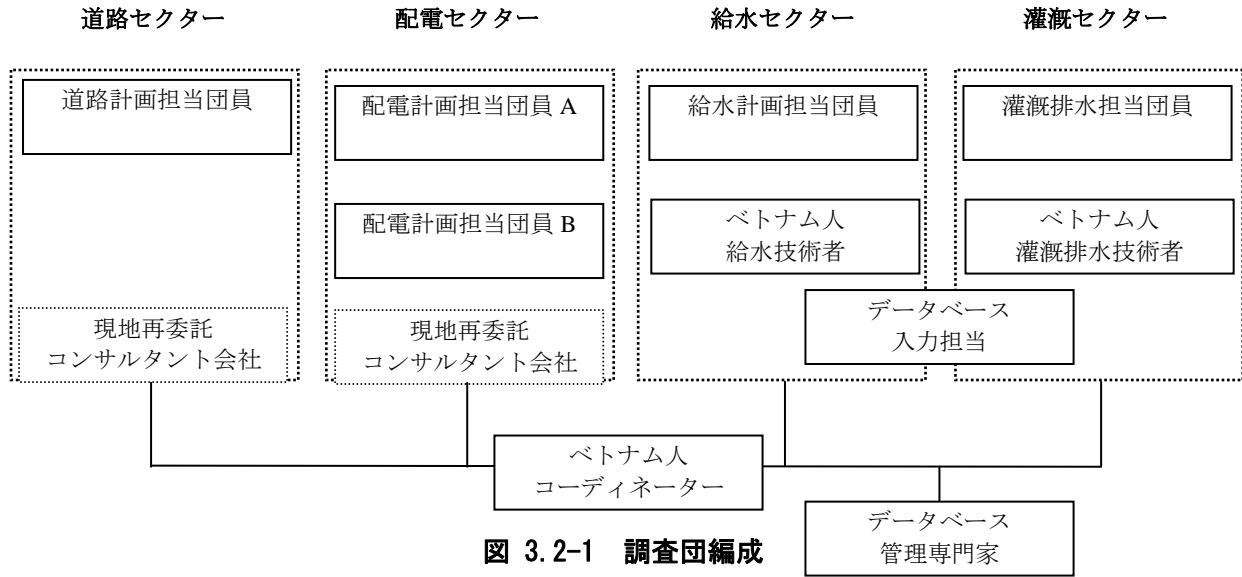 道路セクター
配電セクター
給水セクター
灌漑セクター
道路計画担当団員
配電計画担当団員 A
給水計画担当団員
灌漑排水担当団員
配電計画担当団員 B
ベトナム人
給水技術者
ベトナム人
灌漑排水技術者
現地再委託
コンサルタント会社
現地再委託
コンサルタント会社
データベース
入力担当
ベトナム人
コーディネーター
データベース
管理専門家
図 3.2-1 調査団編成